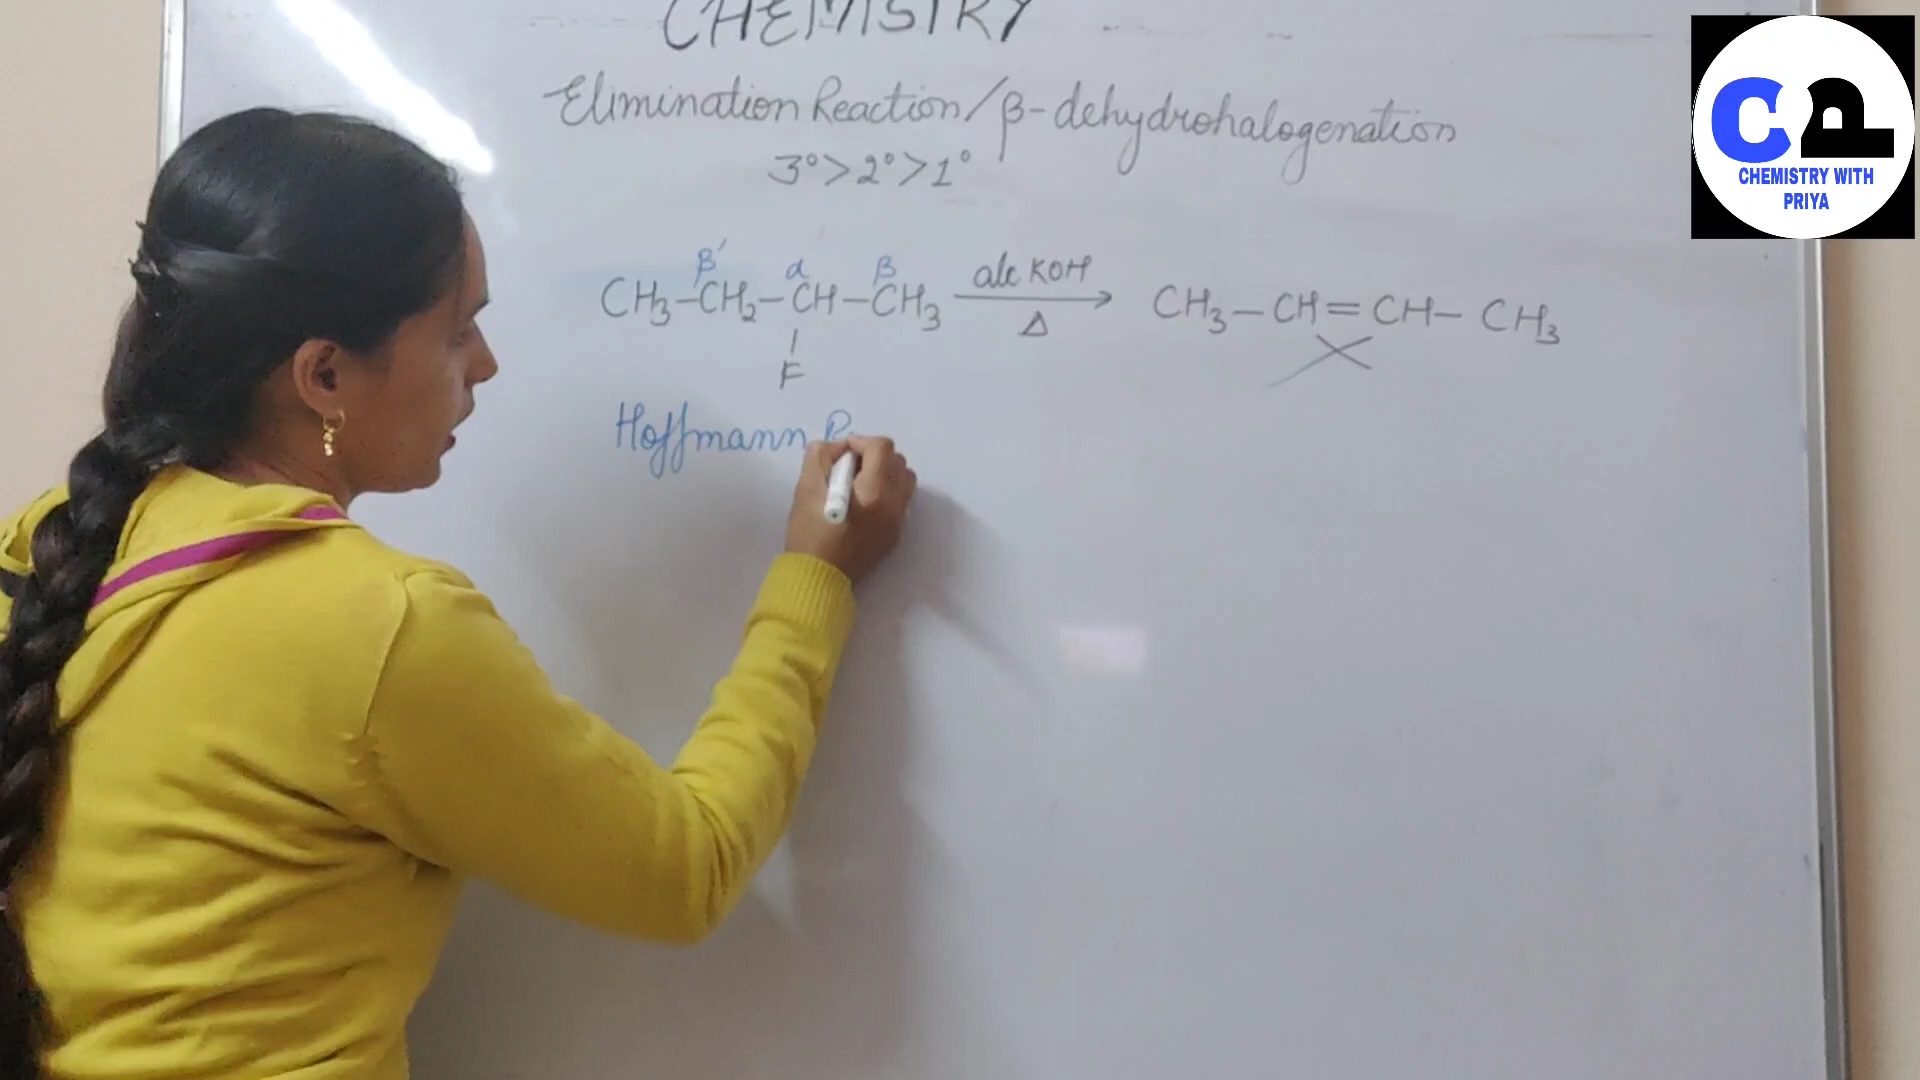 CHEMISTRY
Elimination Reaction/β-dehydrohalogenation
3°>2°>1°
β' α β
CH₃-CH₂-CH-CH₃ alc KOH → CH₃-CH=CH-CH₃
Δ
F
Hoffmann R
CP
CHEMISTRY WITH
PRIYA